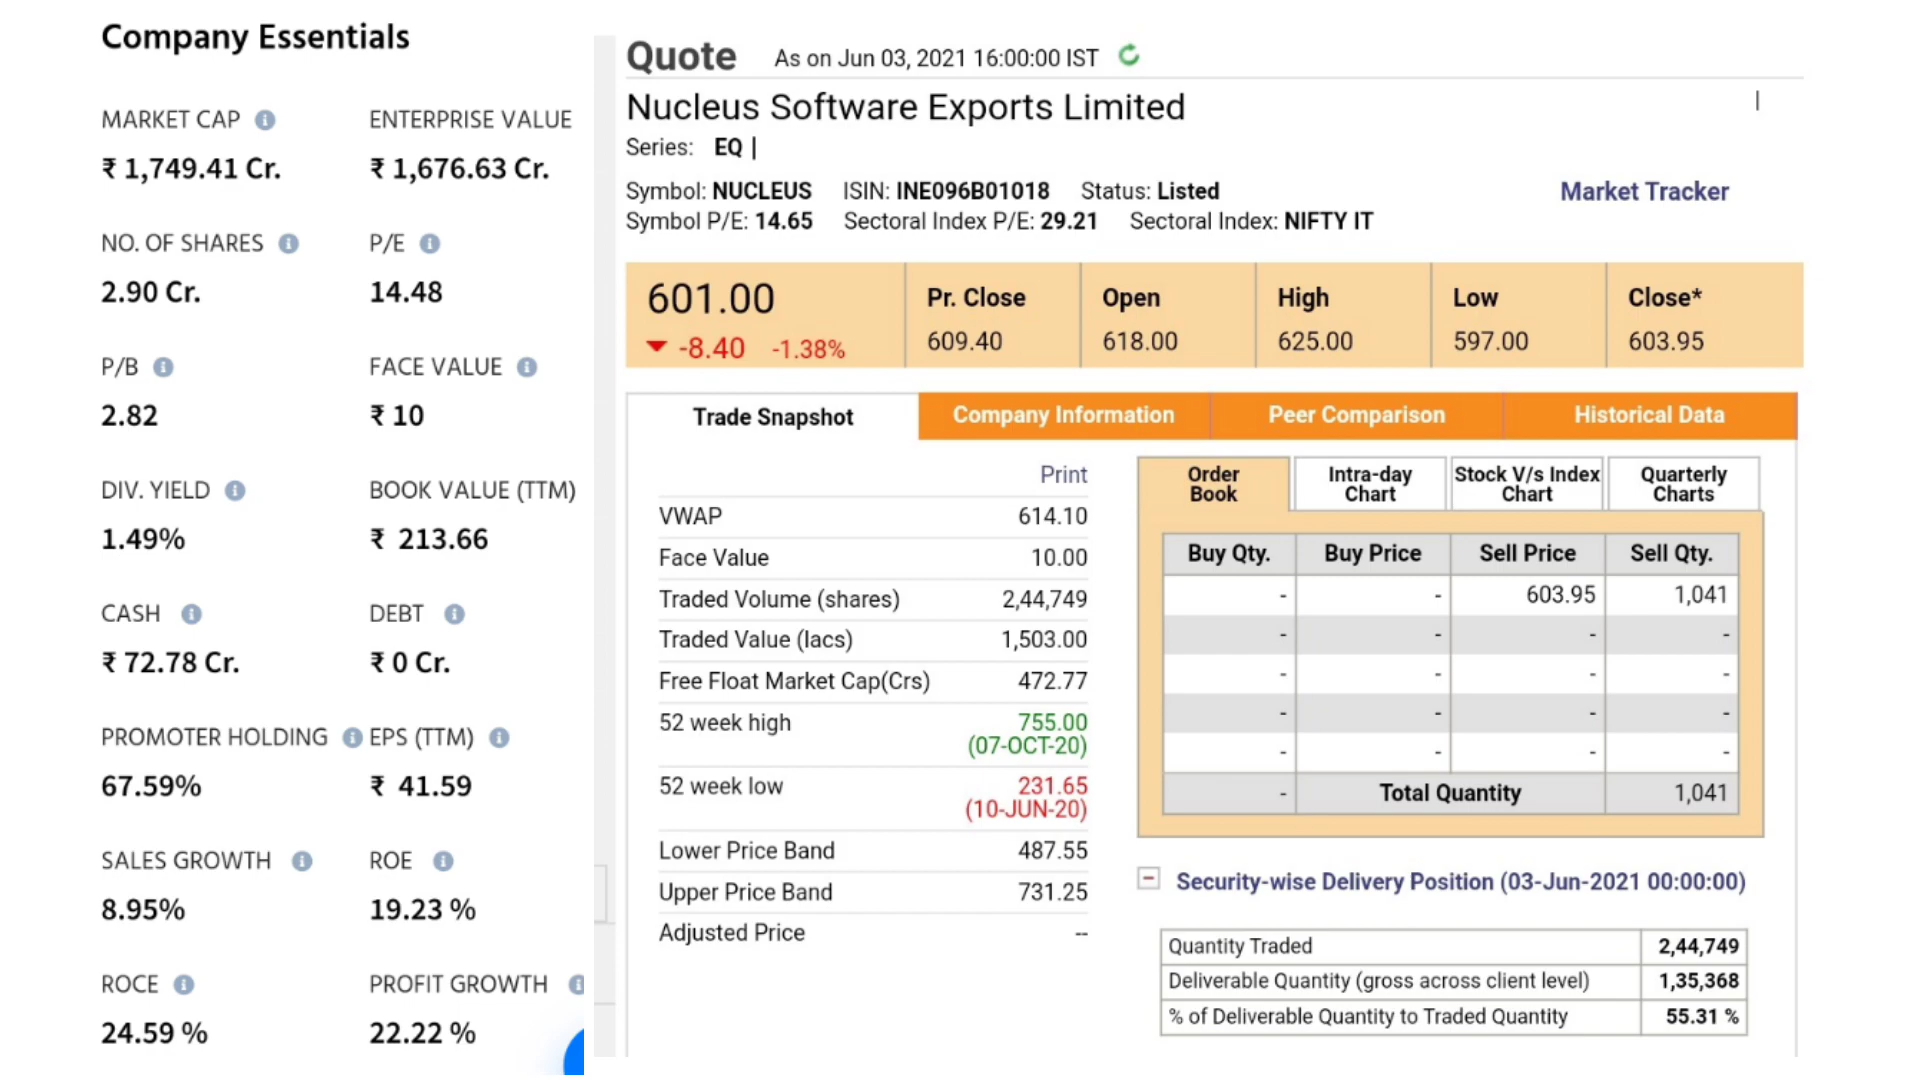 Company Essentials
MARKET CAP ENTERPRISE VALUE
₹ 1,749.41 Cr. ₹ 1,676.63 Cr.
NO. OF SHARES P/E
2.90 Cr. 14.48
P/B FACE VALUE
2.82 ₹ 10
DIV. YIELD BOOK VALUE (TTM)
1.49% ₹ 213.66
CASH DEBT
₹ 72.78 Cr. ₹ 0 Cr.
PROMOTER HOLDING EPS (TTM)
67.59% ₹ 41.59
SALES GROWTH ROE
8.95% 19.23 %
ROCE PROFIT GROWTH
24.59 % 22.22 %
Quote As on Jun 03, 2021 16:00:00 IST
Nucleus Software Exports Limited |
Series: EQ |
Symbol: NUCLEUS ISIN: INE096B01018 Status: Listed Market Tracker
Symbol P/E: 14.65 Sectoral Index P/E: 29.21 Sectoral Index: NIFTY IT
601.00 Pr. Close Open High Low Close*
-8.40 -1.38% 609.40 618.00 625.00 597.00 603.95
Trade Snapshot Company Information Peer Comparison Historical Data
Print
VWAP 614.10
Face Value 10.00
Traded Volume (shares) 2,44,749
Traded Value (lacs) 1,503.00
Free Float Market Cap(Crs) 472.77
52 week high 755.00
(07-OCT-20)
52 week low 231.65
(10-JUN-20)
Lower Price Band 487.55
Upper Price Band 731.25
Adjusted Price --
Order Intra-day Stock V/s Index Quarterly
Book Chart Chart Charts
Buy Qty. Buy Price Sell Price Sell Qty.
- - 603.95 1,041
- - - -
- - - -
- - - -
- - - -
- Total Quantity 1,041
Security-wise Delivery Position (03-Jun-2021 00:00:00)
Quantity Traded 2,44,749
Deliverable Quantity (gross across client level) 1,35,368
% of Deliverable Quantity to Traded Quantity 55.31 %